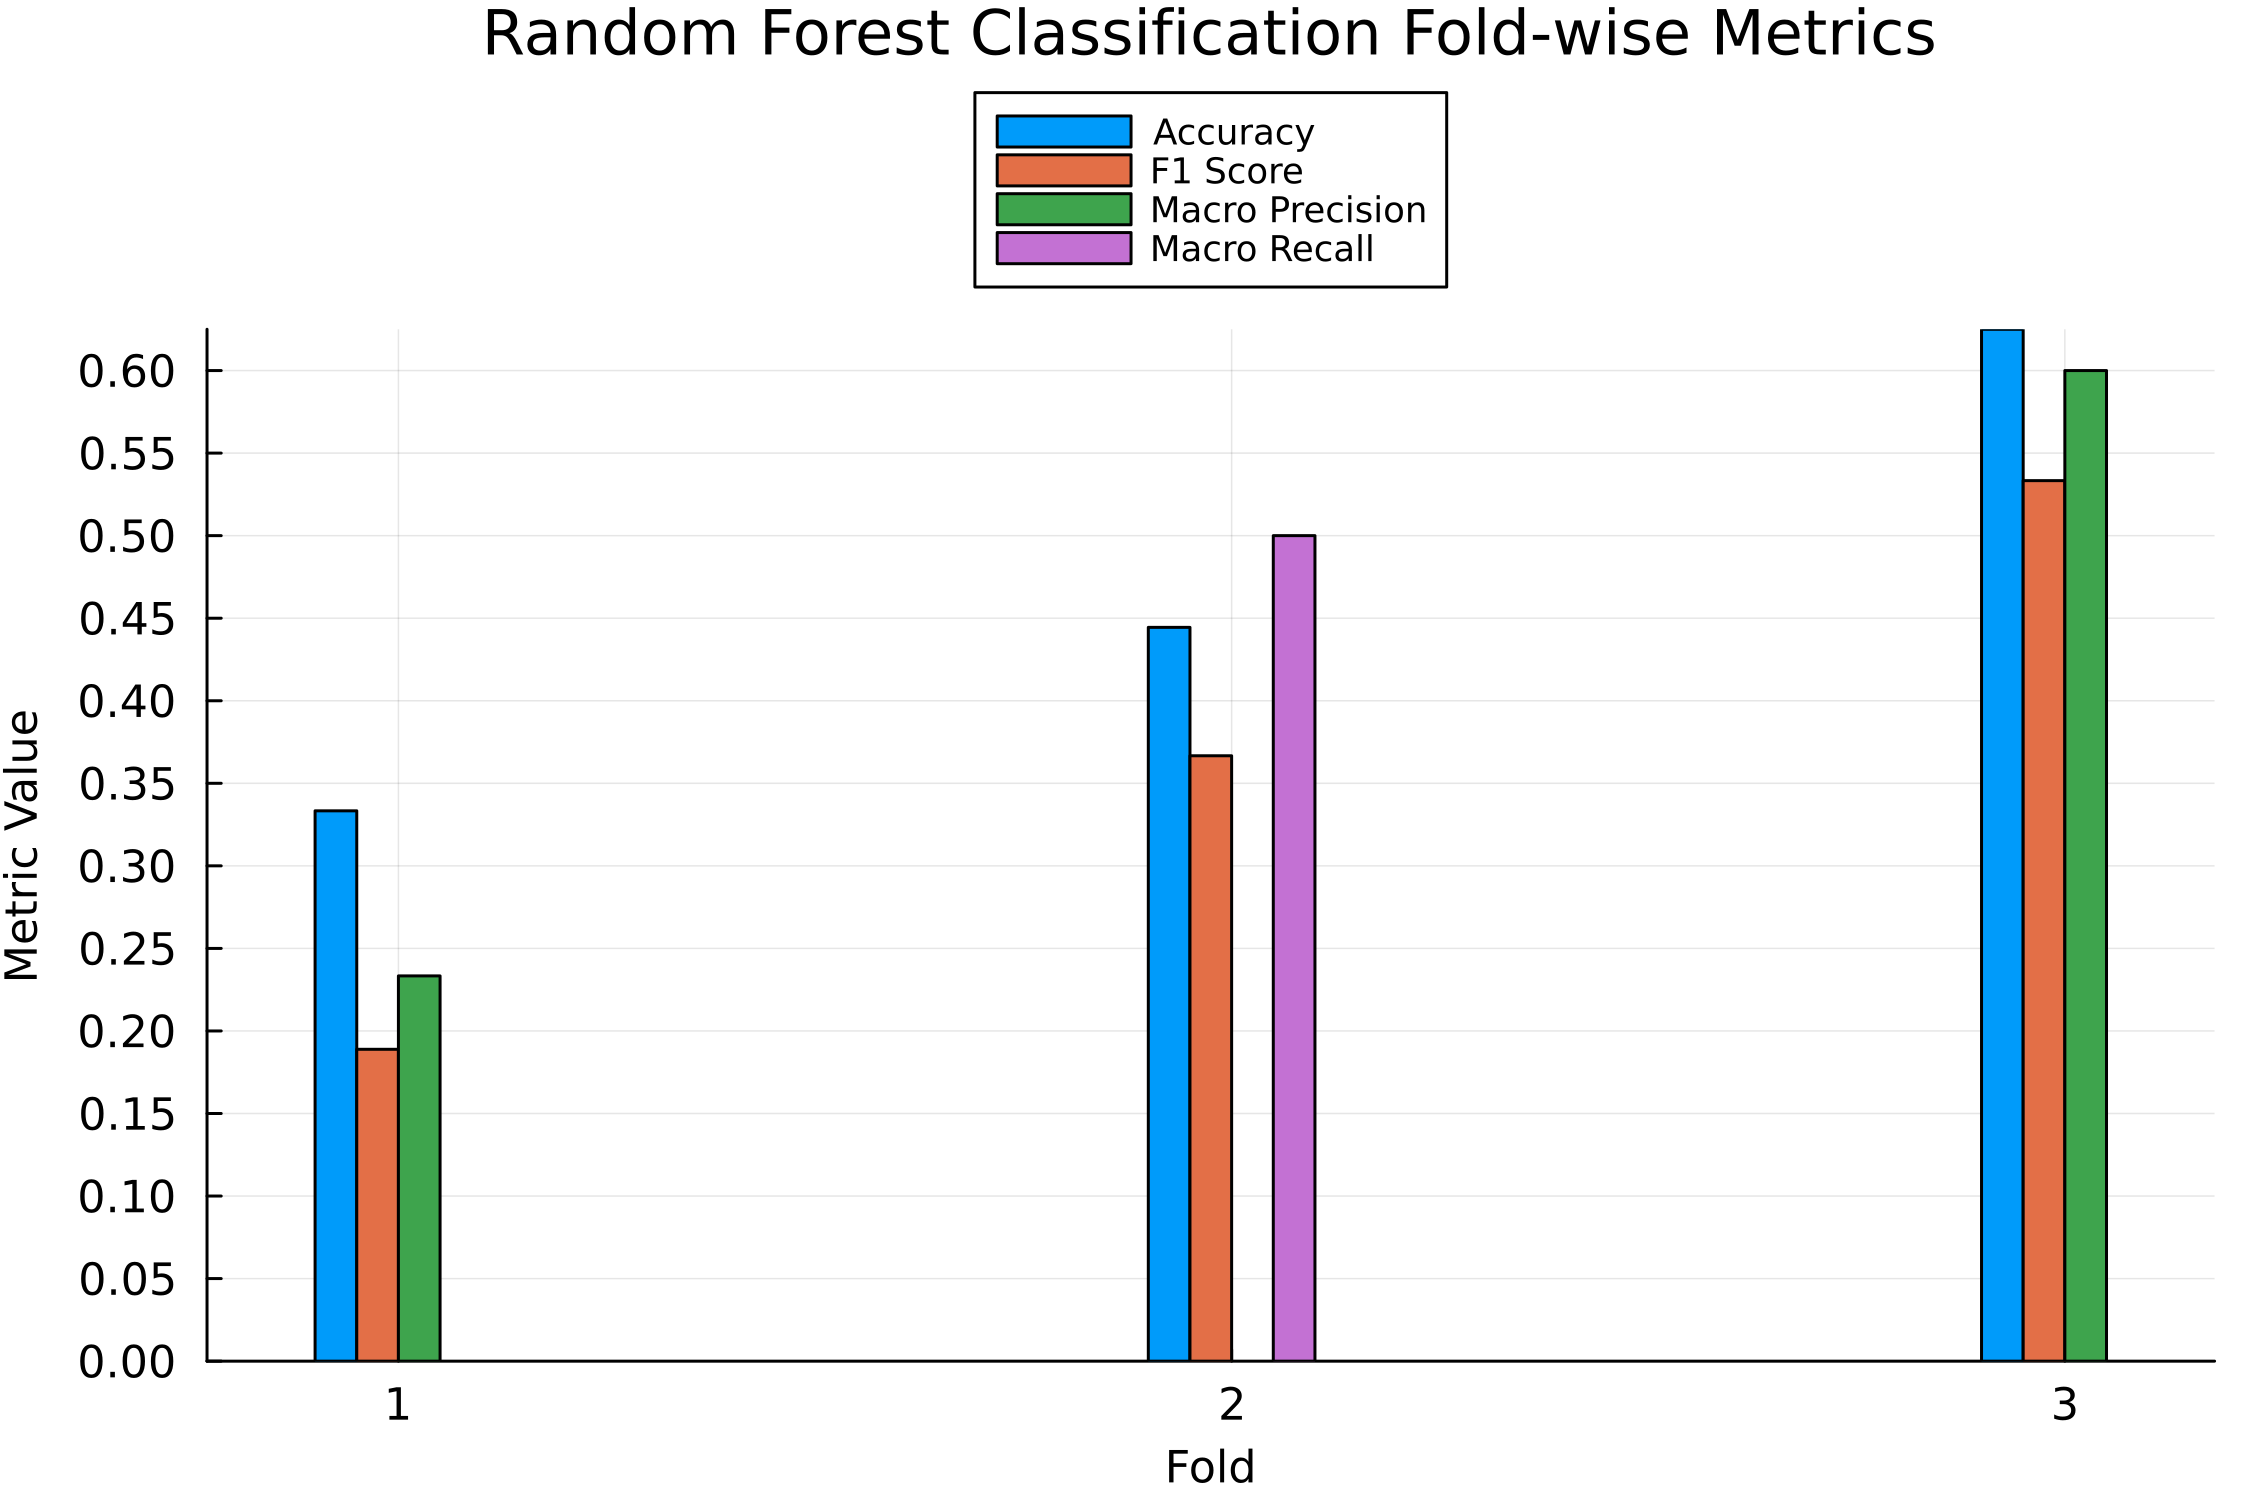 Random Forest Classification Fold-wise Metrics
Accuracy
F1 Score
Macro Precision
Macro Recall
0.60
0.55
0.50
0.45
0.40
0.35
0.30
0.25
0.20
0.15
0.10
0.05
0.00
Metric Value
1 2 3
Fold